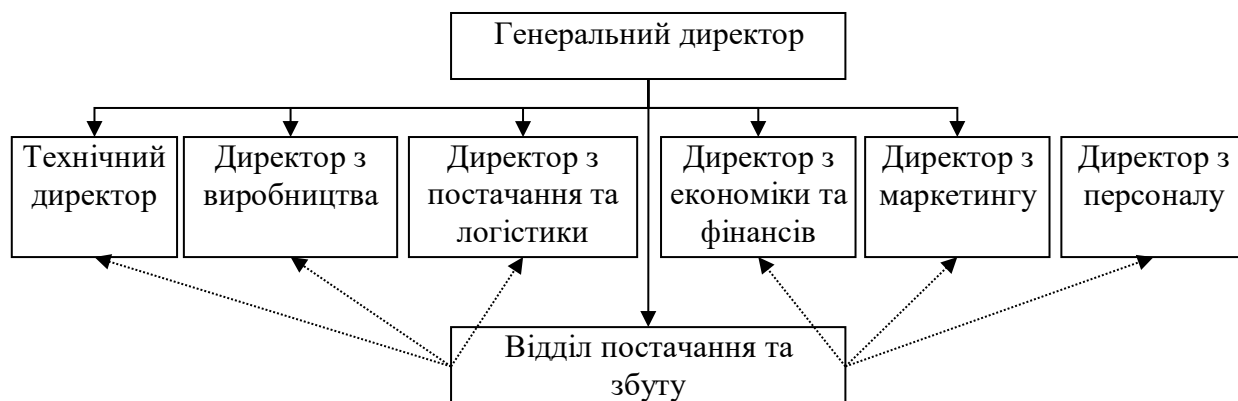 Генеральний директор
Технічний
директор
Директор з
виробництва
Директор з
постачання та
логістики
Директор з
економіки та
фінансів
Директор з
маркетингу
Директор з
персоналу
Відділ постачання та
збуту